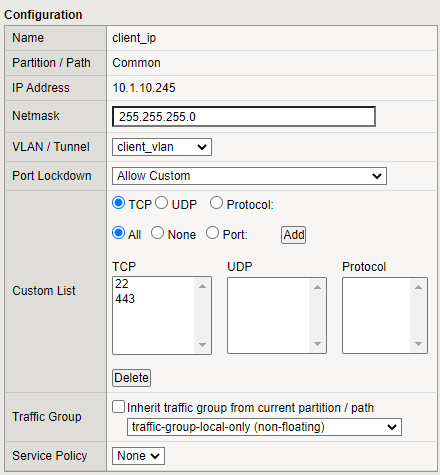 Configuration
Name client_ip
Partition / Path Common
IP Address 10.1.10.245
Netmask 255.255.255.0
VLAN / Tunnel client_vlan
Port Lockdown Allow Custom
TCP UDP Protocol:
All None Port: Add
TCP UDP Protocol
22
443
Custom List
Delete
Inherit traffic group from current partition / path
Traffic Group
traffic-group-local-only (non-floating)
Service Policy None